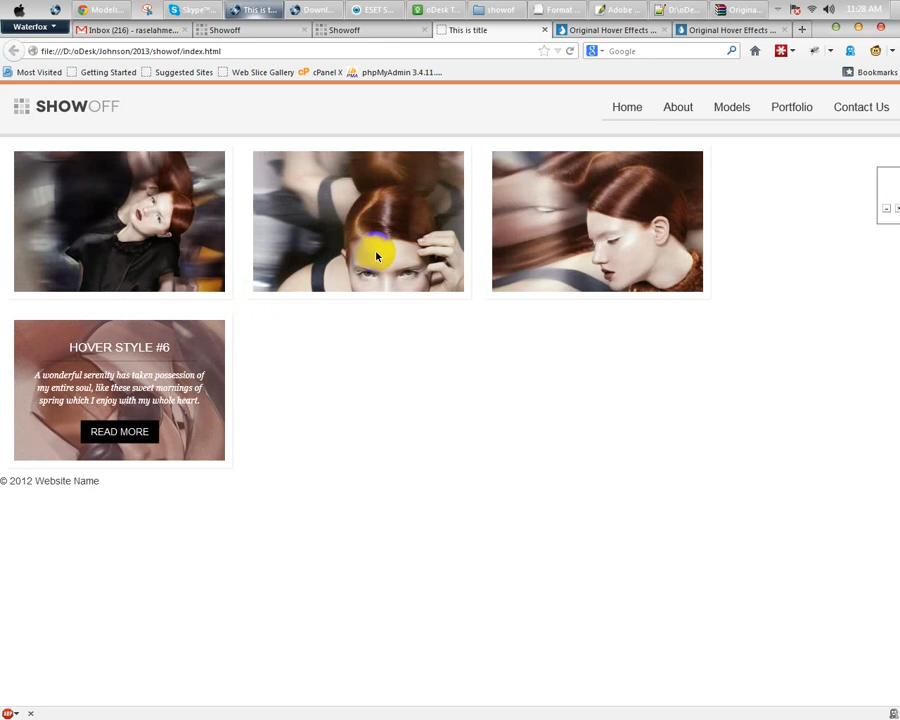 Models...
Skype™...
This is t...
Downl...
ESET S...
oDesk T...
showof
Format ...
Adobe ...
D:\oDe...
Origina...
11:28 AM
Waterfox
Inbox (216) - raselahme...
Showoff
Showoff
This is title
Original Hover Effects ...
Original Hover Effects ...
file:///D:/oDesk/Johnson/2013/showof/index.html
Google
Most Visited
Getting Started
Suggested Sites
Web Slice Gallery
cPanel X
phpMyAdmin 3.4.11....
Bookmarks
SHOWOFF
Home
About
Models
Portfolio
Contact Us
HOVER STYLE #6
A wonderful serenity has taken possession of
my entire soul, like these sweet mornings of
spring which I enjoy with my whole heart.
READ MORE
© 2012 Website Name
ABP